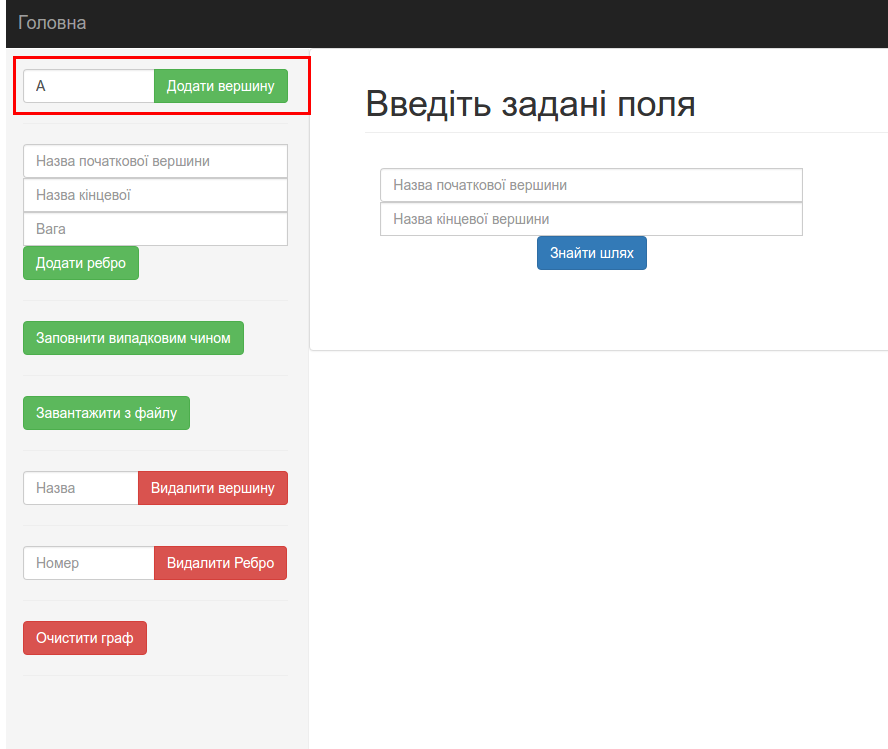 Головна
А
Додати вершину
Назва початкової вершини
Назва кінцевої
Вага
Додати ребро
Заповнити випадковим чином
Завантажити з файлу
Назва
Видалити вершину
Номер
Видалити Ребро
Очистити граф
Введіть задані поля
Назва початкової вершини
Назва кінцевої вершини
Знайти шлях